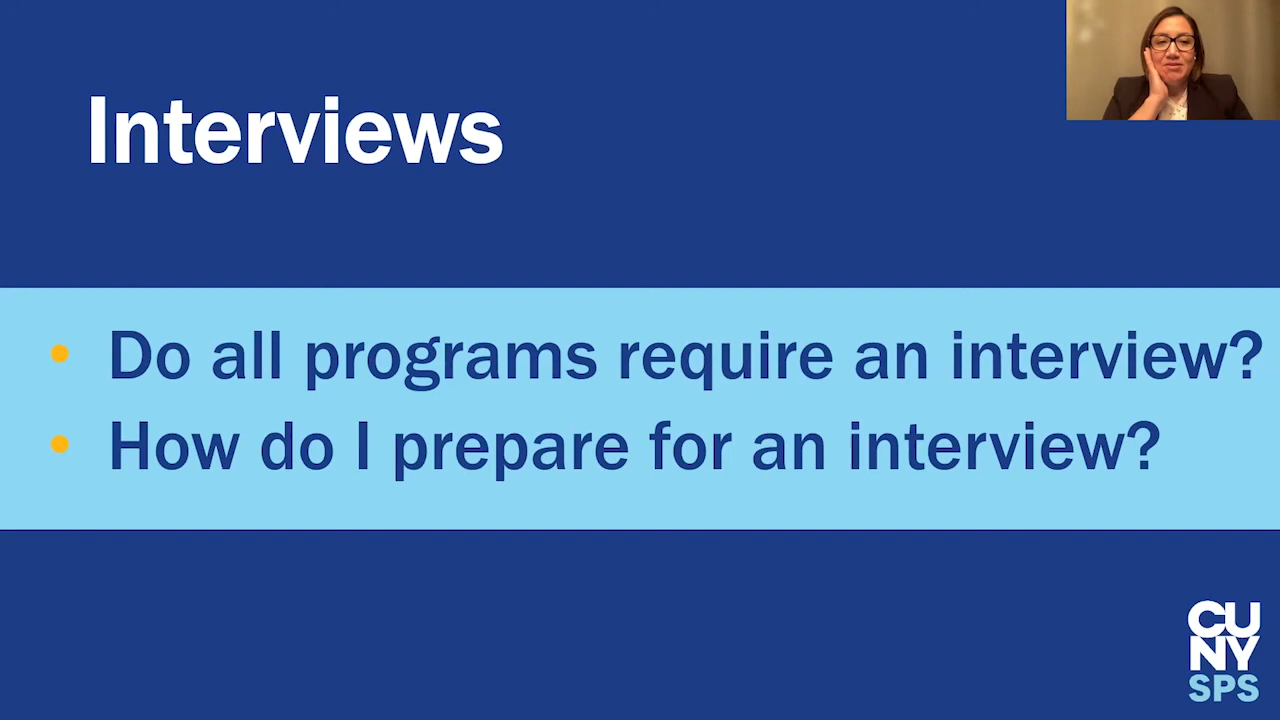 Interviews
• Do all programs require an interview?
• How do I prepare for an interview?
CU
NY
SPS